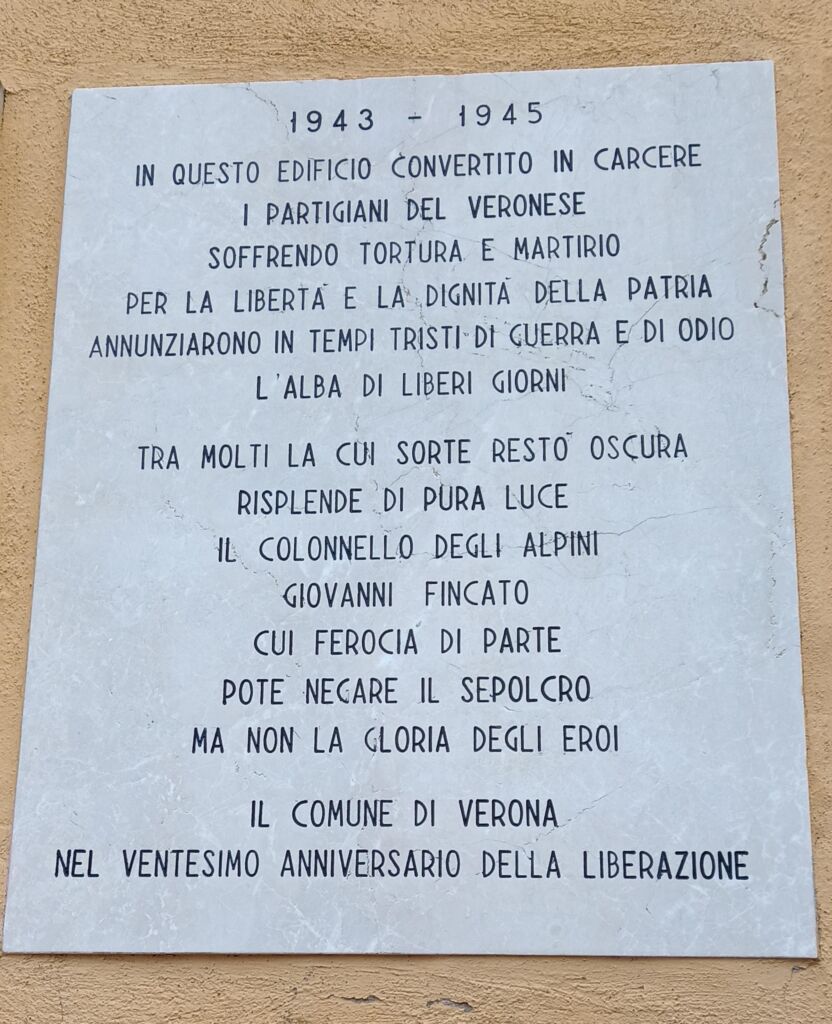 1943 - 1945
IN QUESTO EDIFICIO CONVERTITO IN CARCERE
I PARTIGIANI DEL VERONESE
SOFFRENDO TORTURA E MARTIRIO
PER LA LIBERTÀ E LA DIGNITÀ DELLA PATRIA
ANNUNZIARONO IN TEMPI TRISTI DI GUERRA E DI ODIO
L'ALBA DI LIBERI GIORNI
TRA MOLTI LA CUI SORTE RESTÒ OSCURA
RISPLENDE DI PURA LUCE
IL COLONNELLO DEGLI ALPINI
GIOVANNI FINCATO
CUI FEROCIA DI PARTE
POTE NEGARE IL SEPOLCRO
MA NON LA GLORIA DEGLI EROI
IL COMUNE DI VERONA
NEL VENTESIMO ANNIVERSARIO DELLA LIBERAZIONE